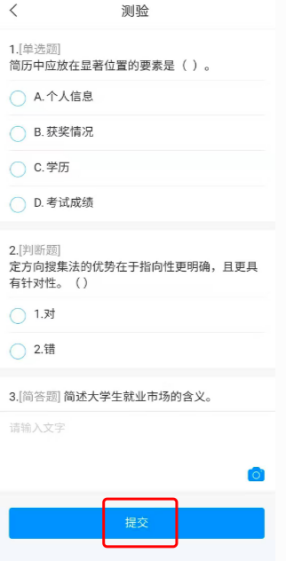 测验
1.[单选题]
简历中应放在显著位置的要素是（ ）。
A. 个人信息
B. 获奖情况
C. 学历
D. 考试成绩
2.[判断题]
定方向搜集法的优势在于指向性更明确，且更具
有针对性。（ ）
1.对
2.错
3.[简答题] 简述大学生就业市场的含义。
请输入文字
提交